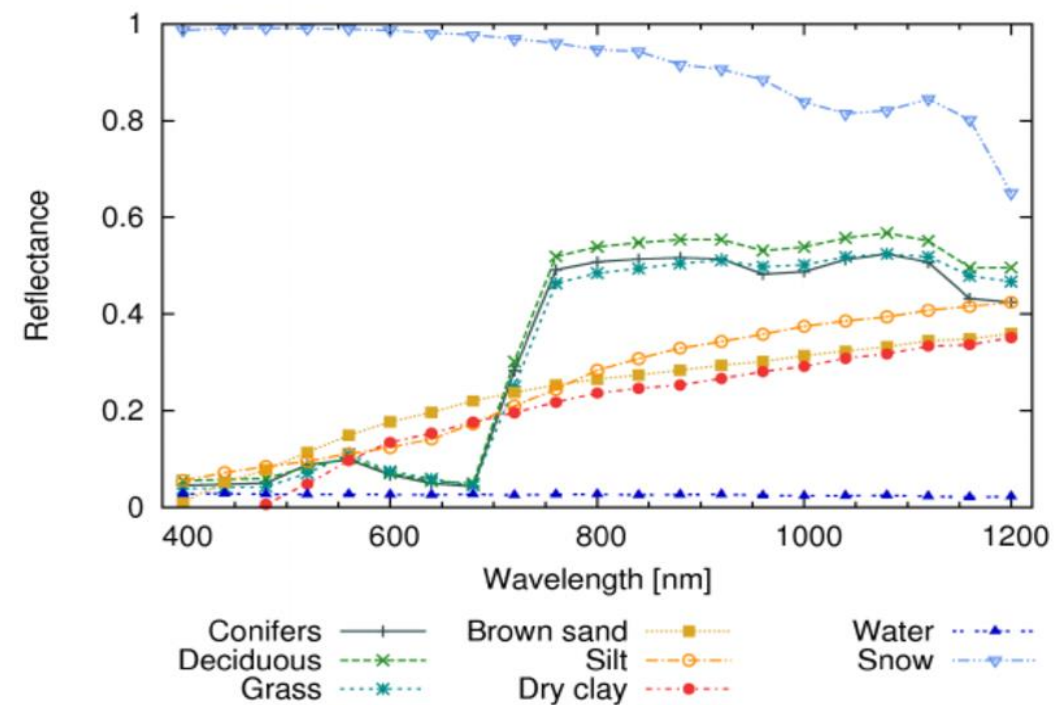 1
0.8
0.6
0.4
0.2
0
Reflectance
400 600 800 1000 1200
Wavelength [nm]
Conifers Brown sand Water
Deciduous Silt Snow
Grass Dry clay